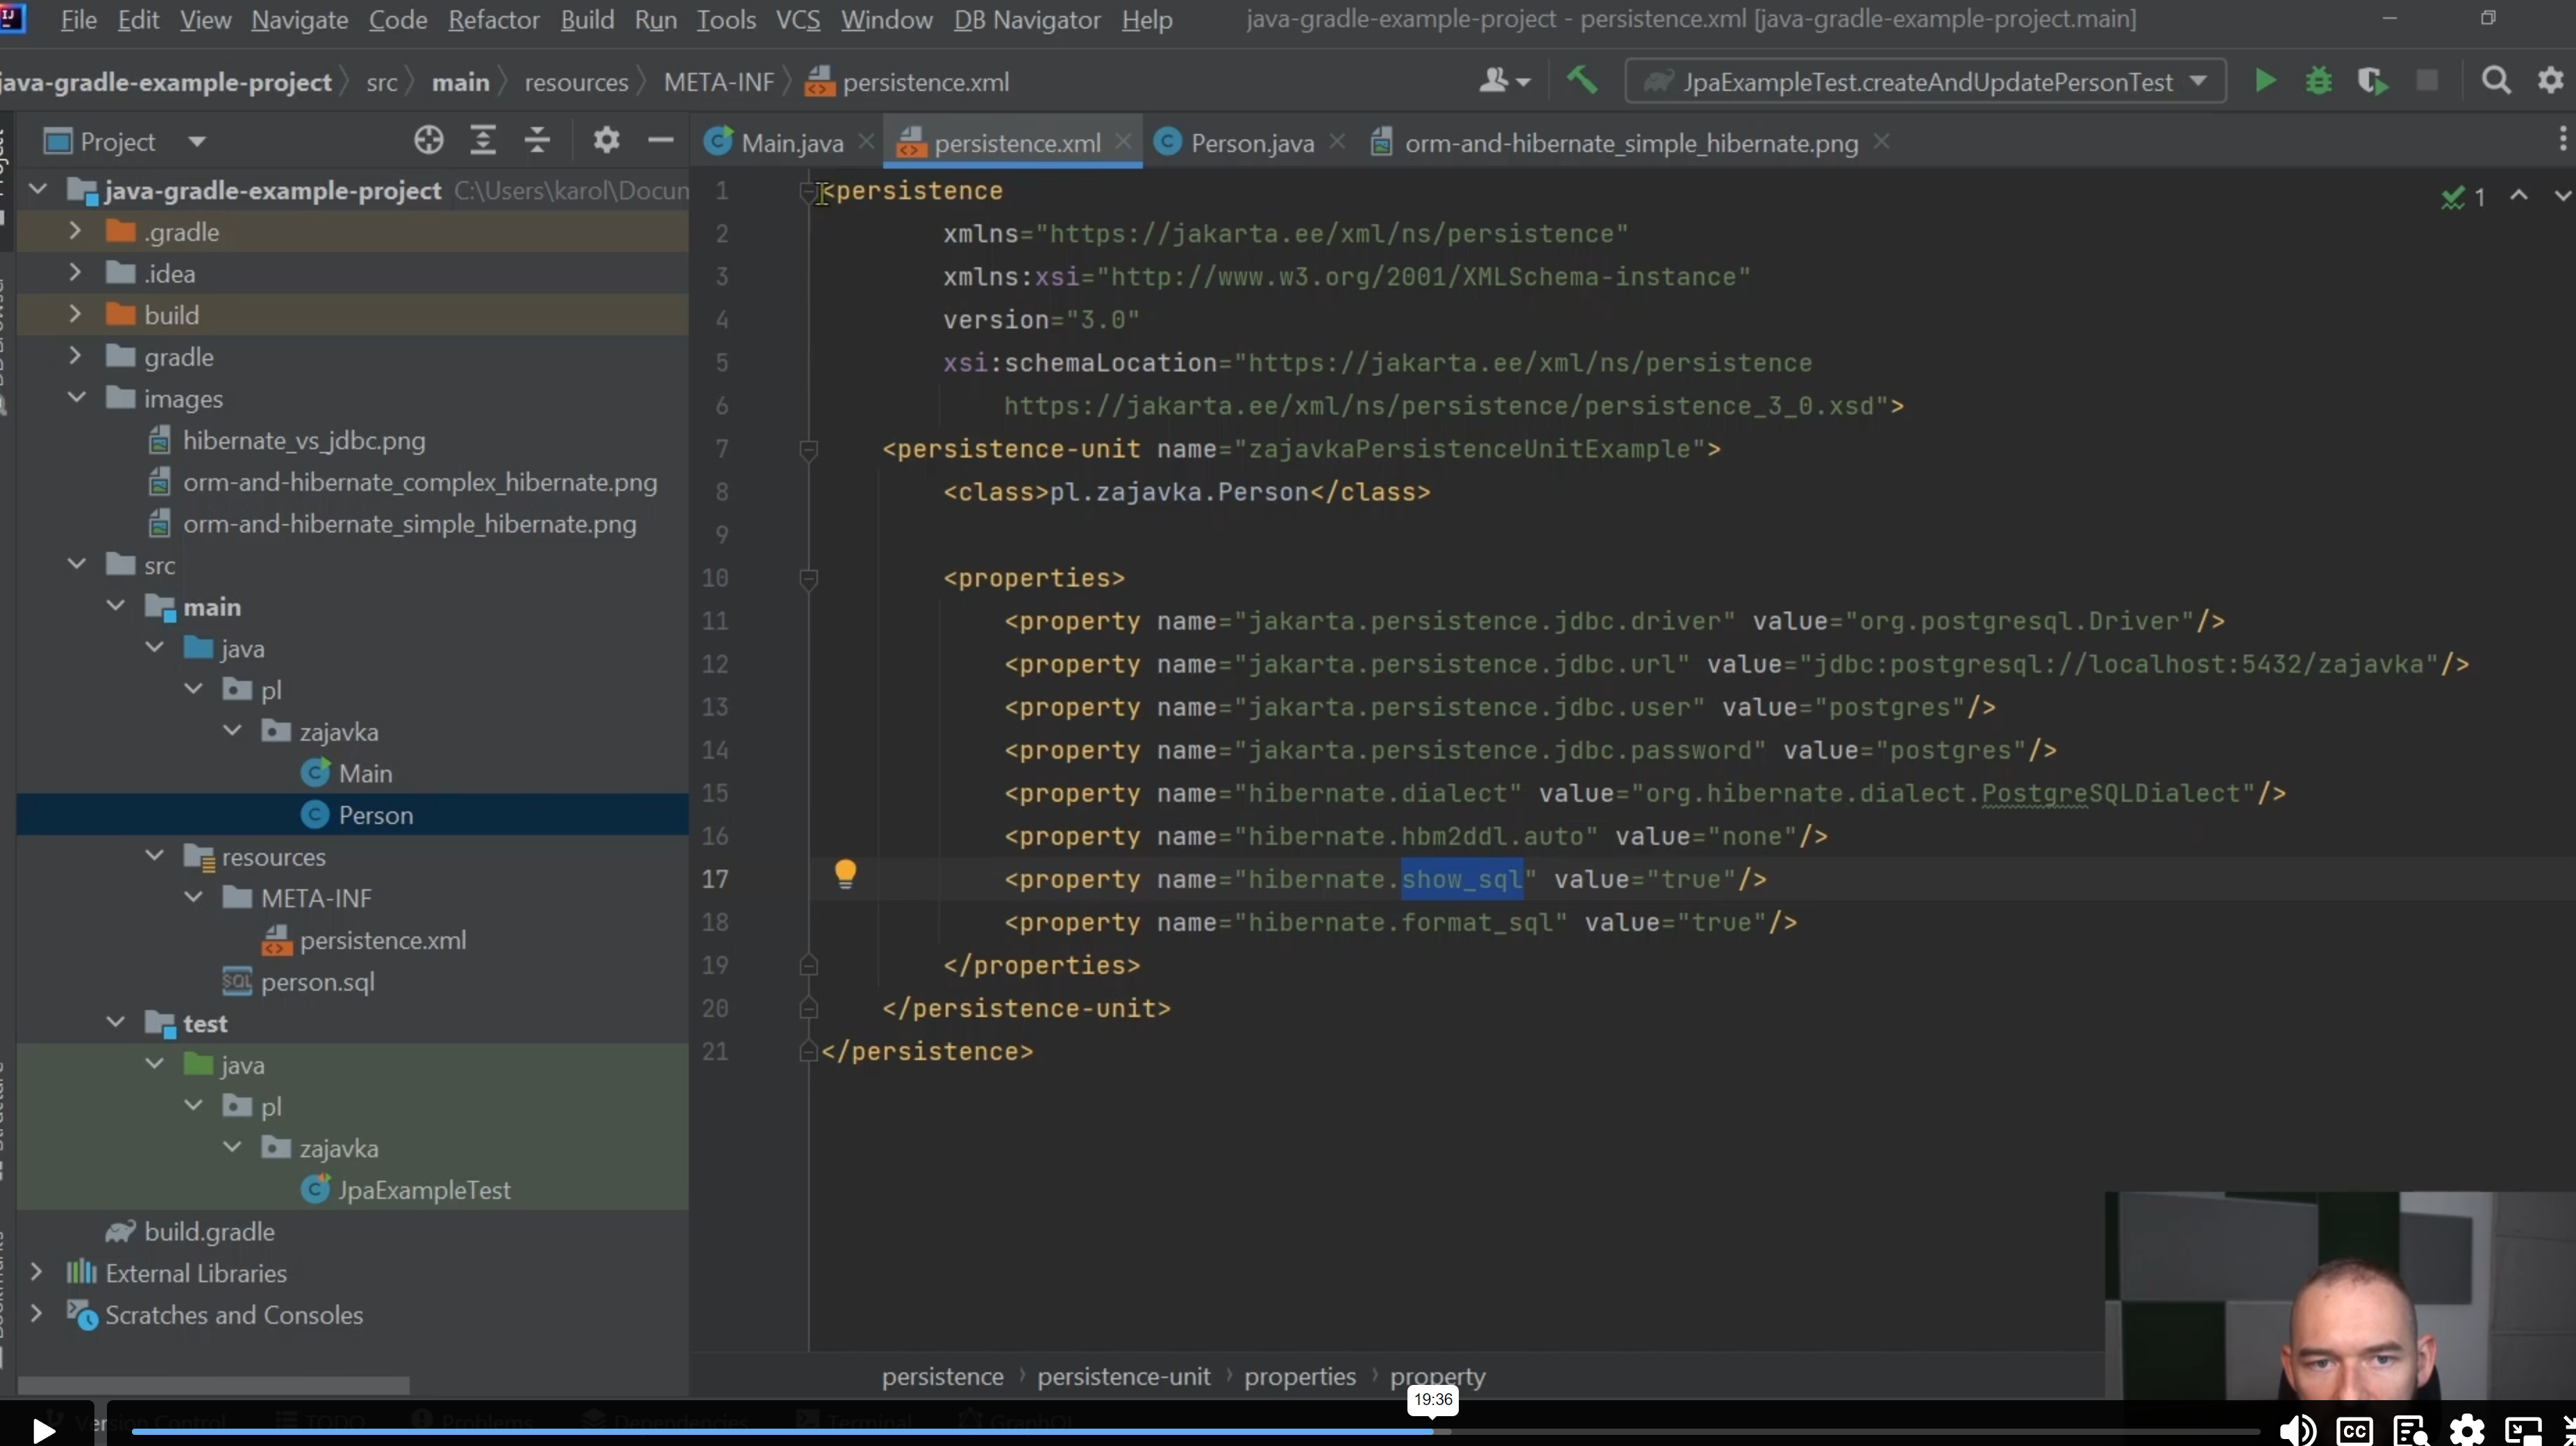 File Edit View Navigate Code Refactor Build Run Tools VCS Window DB Navigator Help java-gradle-example-project - persistence.xml [java-gradle-example-project.main]
java-gradle-example-project src main resources META-INF persistence.xml JpaExampleTest.createAndUpdatePersonTest
Project
Main.java persistence.xml Person.java orm-and-hibernate_simple_hibernate.png
java-gradle-example-project C:\Users\karol\Docum
.gradle
.idea
build
gradle
images
hibernate_vs_jdbc.png
orm-and-hibernate_complex_hibernate.png
orm-and-hibernate_simple_hibernate.png
src
main
java
pl
zajavka
Main
Person
resources
META-INF
persistence.xml
person.sql
test
java
pl
zajavka
JpaExampleTest
build.gradle
External Libraries
Scratches and Consoles
1 <persistence
2 xmlns="https://jakarta.ee/xml/ns/persistence"
3 xmlns:xsi="http://www.w3.org/2001/XMLSchema-instance"
4 version="3.0"
5 xsi:schemaLocation="https://jakarta.ee/xml/ns/persistence
6 https://jakarta.ee/xml/ns/persistence/persistence_3_0.xsd">
7 <persistence-unit name="zajavkaPersistenceUnitExample">
8 <class>pl.zajavka.Person</class>
9
10 <properties>
11 <property name="jakarta.persistence.jdbc.driver" value="org.postgresql.Driver"/>
12 <property name="jakarta.persistence.jdbc.url" value="jdbc:postgresql://localhost:5432/zajavka"/>
13 <property name="jakarta.persistence.jdbc.user" value="postgres"/>
14 <property name="jakarta.persistence.jdbc.password" value="postgres"/>
15 <property name="hibernate.dialect" value="org.hibernate.dialect.PostgreSQLDialect"/>
16 <property name="hibernate.hbm2ddl.auto" value="none"/>
17 <property name="hibernate.show_sql" value="true"/>
18 <property name="hibernate.format_sql" value="true"/>
19 </properties>
20 </persistence-unit>
21 </persistence>
1
persistence persistence-unit properties property
19:36
Version Control TODO Problems Dependencies Terminal
CC